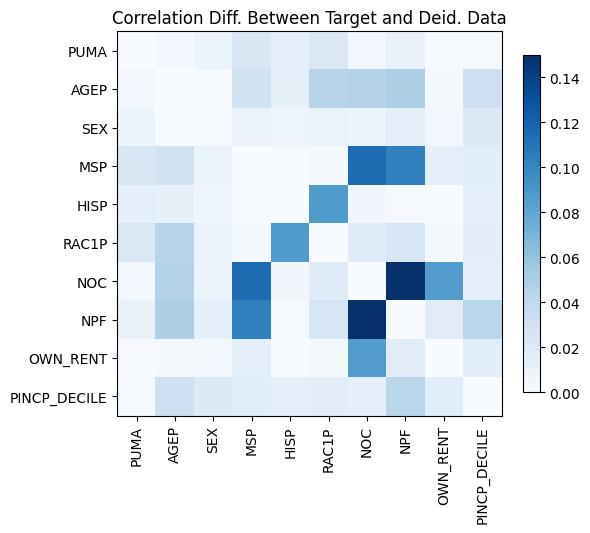 Correlation Diff. Between Target and Deid. Data
PUMA
AGEP
SEX
MSP
HISP
RAC1P
NOC
NPF
OWN_RENT
PINCP_DECILE
PUMA
AGEP
SEX
MSP
HISP
RAC1P
NOC
NPF
OWN_RENT
PINCP_DECILE
0.14
0.12
0.10
0.08
0.06
0.04
0.02
0.00